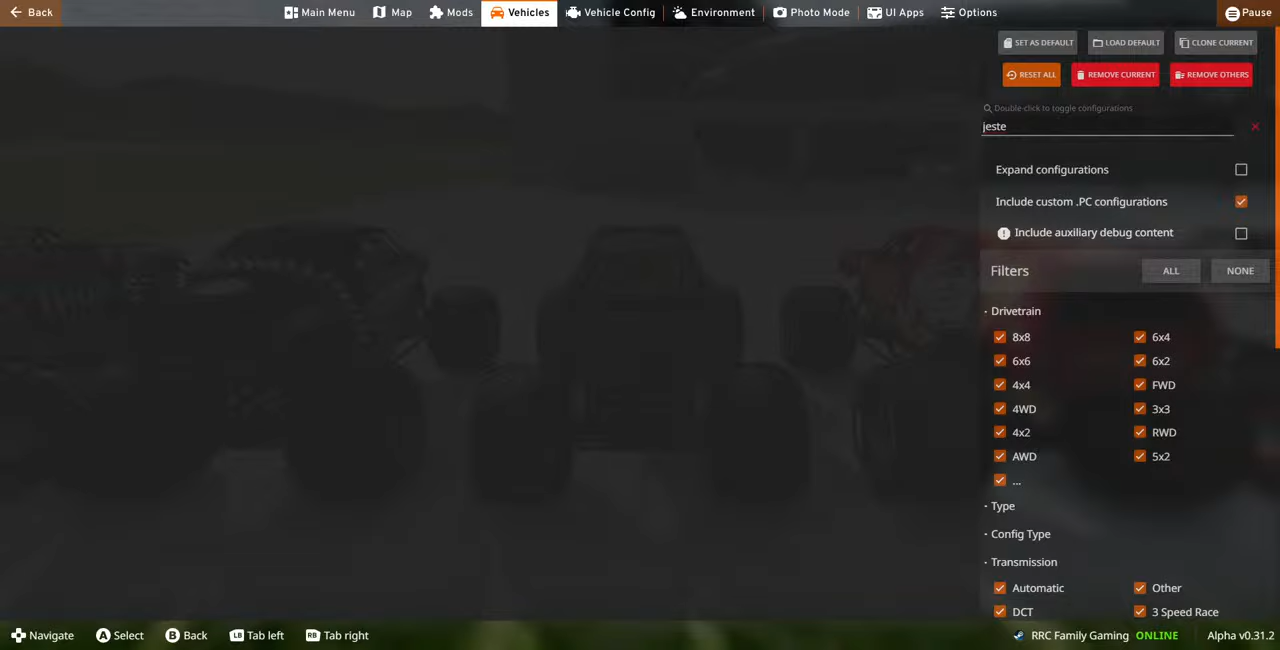 Back
Main Menu
Map
Mods
Vehicles
Vehicle Config
Environment
Photo Mode
UI Apps
Options
Pause
SET AS DEFAULT
LOAD DEFAULT
CLONE CURRENT
RESET ALL
REMOVE CURRENT
REMOVE OTHERS
Double-click to toggle configurations
jeste
Expand configurations
Include custom .PC configurations
Include auxiliary debug content
Filters
ALL
NONE
- Drivetrain
8x8
6x4
6x6
6x2
4x4
FWD
4WD
3x3
4x2
RWD
AWD
5x2
...
- Type
- Config Type
- Transmission
Automatic
Other
DCT
3 Speed Race
Navigate
A Select
B Back
LB Tab left
RB Tab right
RRC Family Gaming ONLINE
Alpha v0.31.2